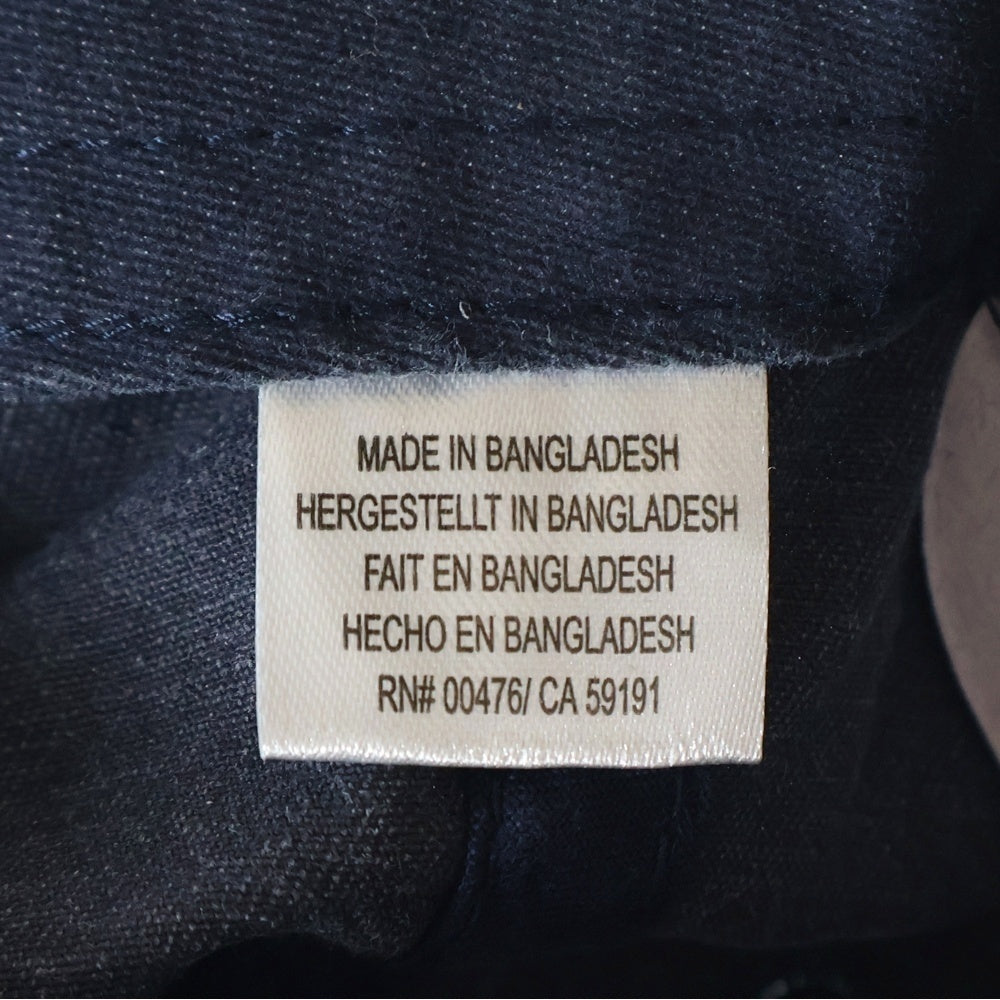 MADE IN BANGLADESH
HERGESTELLT IN BANGLADESH
FAIT EN BANGLADESH
HECHO EN BANGLADESH
RN# 00476/ CA 59191